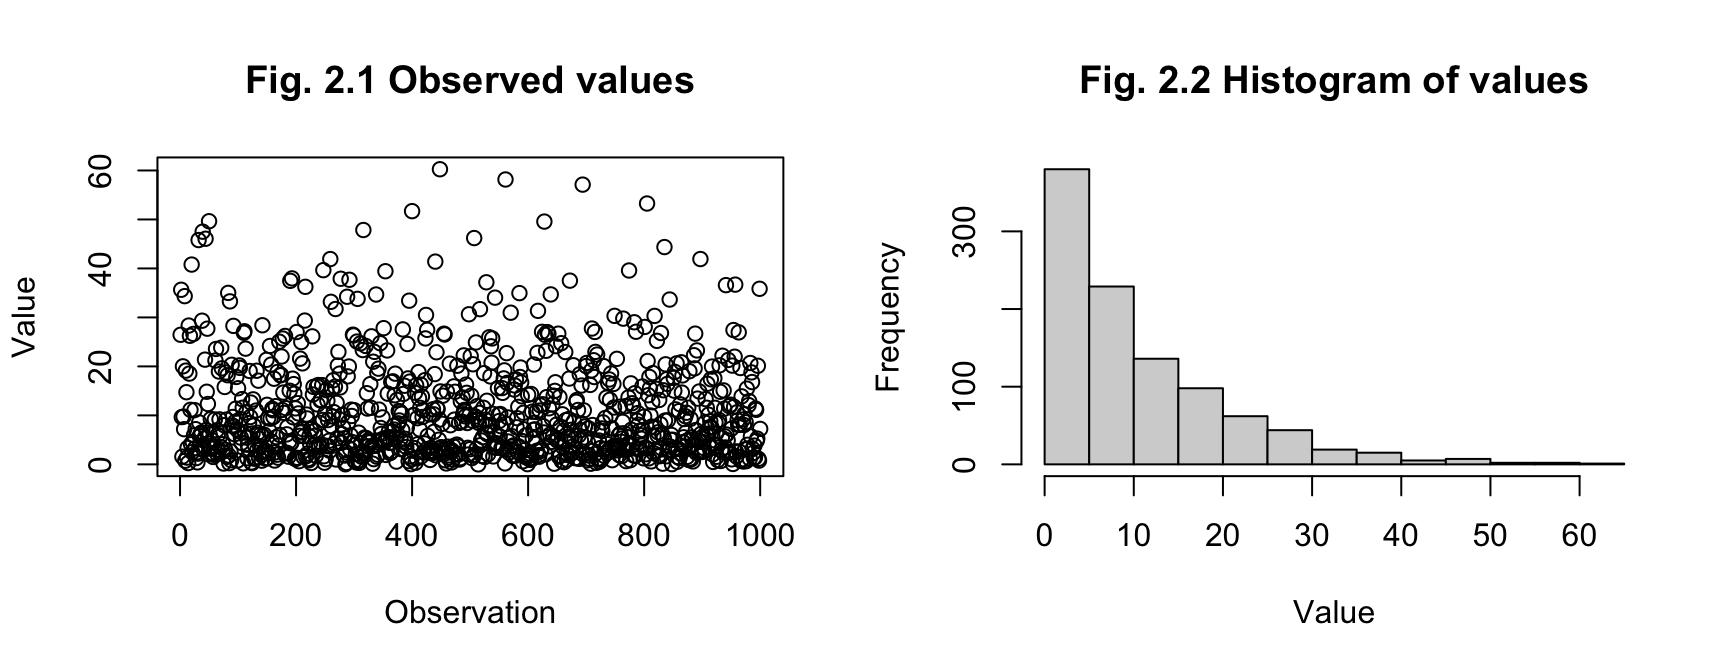 Fig. 2.1 Observed values
Value
60
40
20
0
0 200 400 600 800 1000
Observation
Fig. 2.2 Histogram of values
Frequency
300
100
0
0 10 20 30 40 50 60
Value